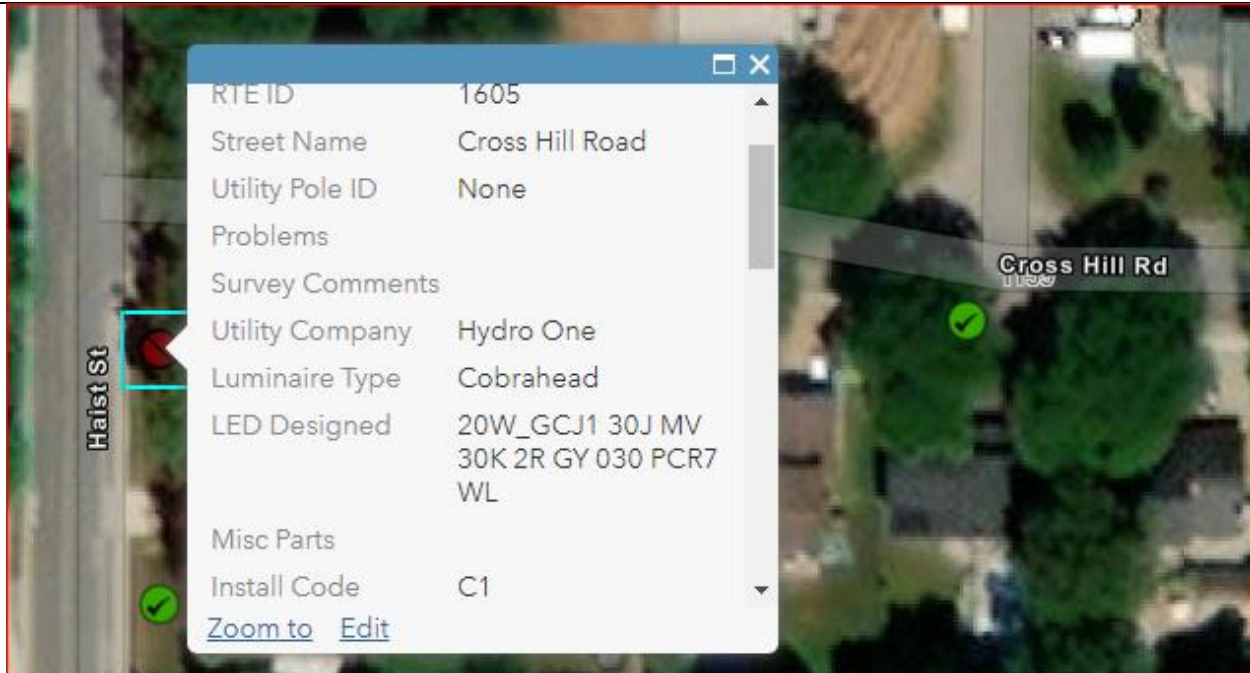 RTE ID 1605
Street Name Cross Hill Road
Utility Pole ID None
Problems
Survey Comments
Utility Company Hydro One
Luminaire Type Cobrahead
LED Designed 20W_GCJ1 30J MV
30K 2R GY 030 PCR7
WL
Misc Parts
Install Code C1
Zoom to Edit
Haist St
Cross Hill Rd